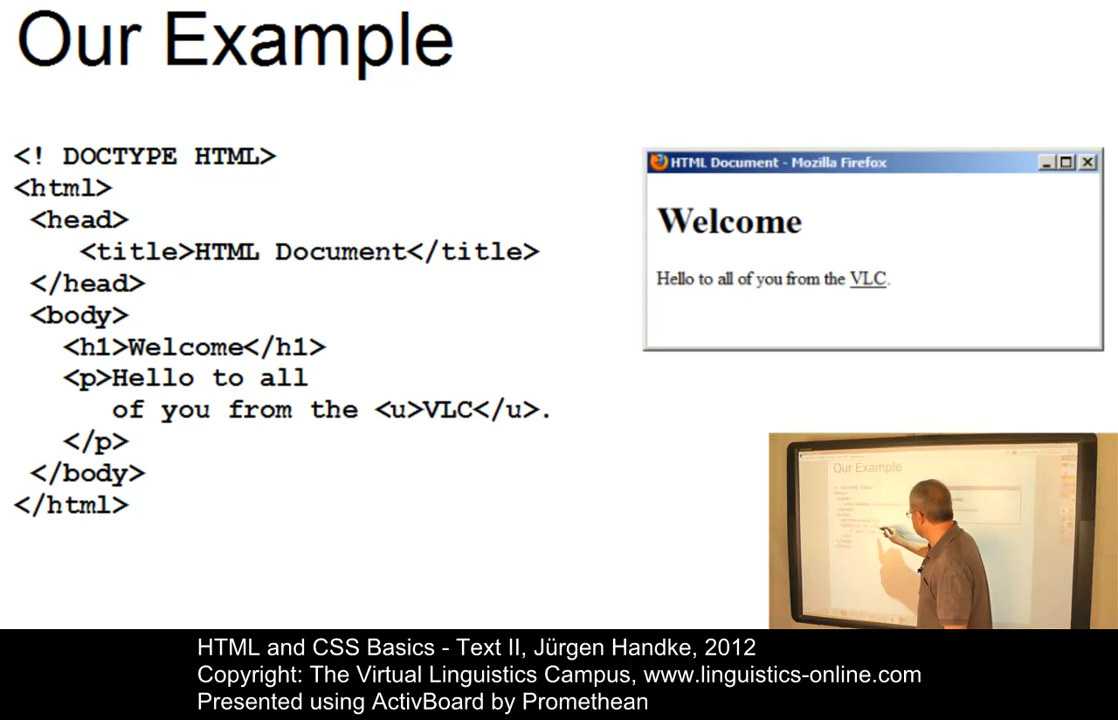 Our Example
<! DOCTYPE HTML>
<html>
<head>
<title>HTML Document</title>
</head>
<body>
<h1>Welcome</h1>
<p>Hello to all
of you from the <u>VLC</u>.
</p>
</body>
</html>
HTML Document - Mozilla Firefox
Welcome
Hello to all of you from the VLC.
Our Example
HTML and CSS Basics - Text II, Jürgen Handke, 2012
Copyright: The Virtual Linguistics Campus, www.linguistics-online.com
Presented using ActivBoard by Promethean